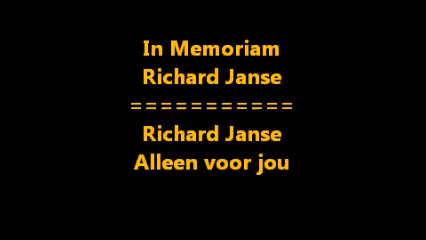 In Memoriam
Richard Janse
===========
Richard Janse
Alleen voor jou